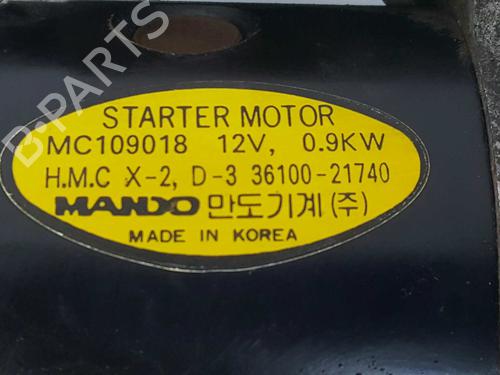 B-PARTS
STARTER MOTOR
MC109018 12V, 0.9KW
H.M.C X-2, D-3 36100-21740
MANDO 만도기계(주)
MADE IN KOREA